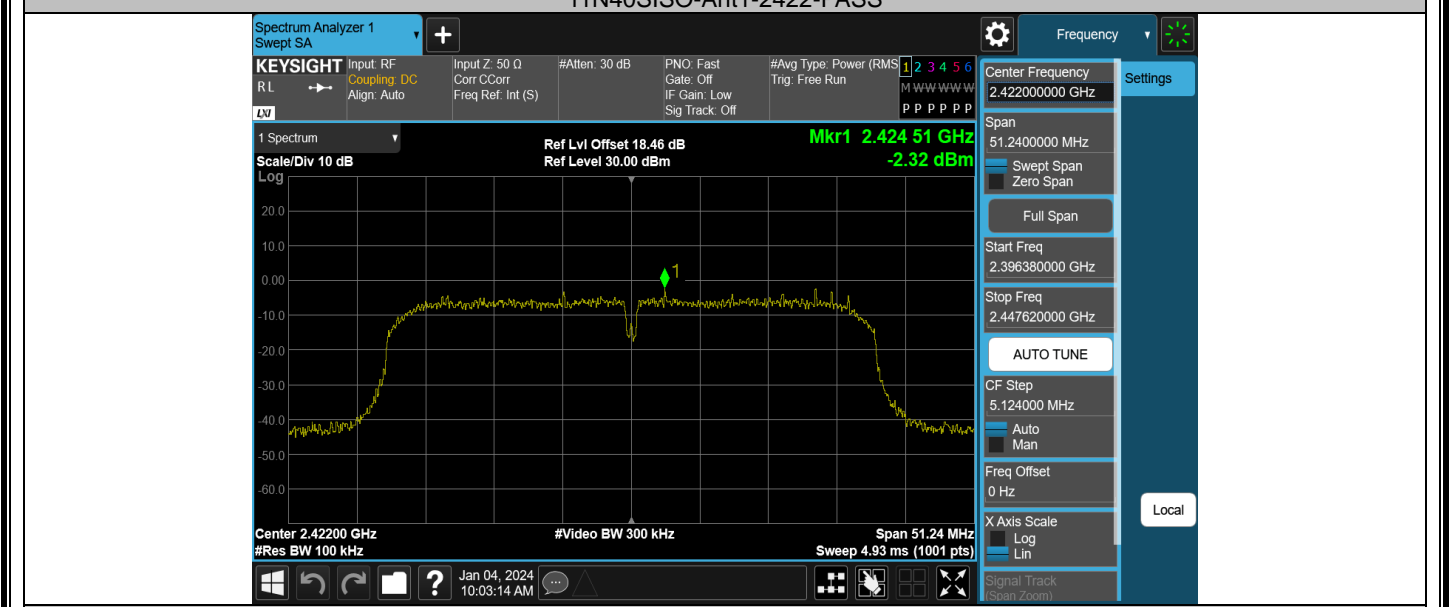 11N40SISO-Ant1-2422-PASS
Spectrum Analyzer 1
Swept SA
+
Frequency
KEYSIGHT
RL
LXI
Input: RF
Coupling: DC
Align: Auto
Input Z: 50 Ω
Corr CCorr
Freq Ref: Int (S)
#Atten: 30 dB
PNO: Fast
Gate: Off
IF Gain: Low
Sig Track: Off
#Avg Type: Power (RMS
Trig: Free Run
1 2 3 4 5 6
M W W W W W
P P P P P P
1 Spectrum
Scale/Div 10 dB
Log
Ref Lvl Offset 18.46 dB
Ref Level 30.00 dBm
Mkr1 2.424 51 GHz
-2.32 dBm
20.0
10.0
0.00
-10.0
-20.0
-30.0
-40.0
-50.0
-60.0
1
Center 2.42200 GHz
#Res BW 100 kHz
#Video BW 300 kHz
Span 51.24 MHz
Sweep 4.93 ms (1001 pts)
Center Frequency
2.422000000 GHz
Settings
Span
51.2400000 MHz
Swept Span
Zero Span
Full Span
Start Freq
2.396380000 GHz
Stop Freq
2.447620000 GHz
AUTO TUNE
CF Step
5.124000 MHz
Auto
Man
Freq Offset
0 Hz
Local
X Axis Scale
Log
Lin
Signal Track
(Span Zoom)
?
Jan 04, 2024
10:03:14 AM